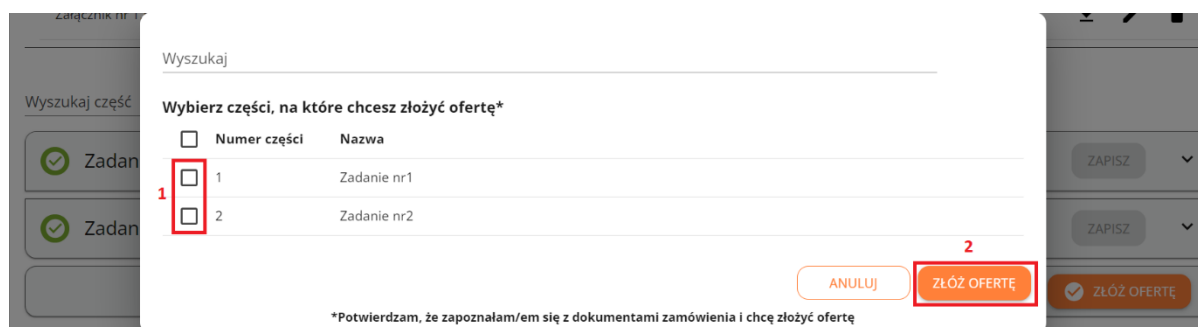 Załącznik nr 1
Wyszukaj
Wyszukaj część
Wybierz części, na które chcesz złożyć ofertę*
Numer części Nazwa
Zadan
1 Zadanie nr1
ZAPISZ
1
2 Zadanie nr2
Zadan
ZAPISZ
2
ANULUJ
ZŁÓŻ OFERTĘ
ZŁÓŻ OFERTĘ
*Potwierdzam, że zapoznałam/em się z dokumentami zamówienia i chcę złożyć ofertę